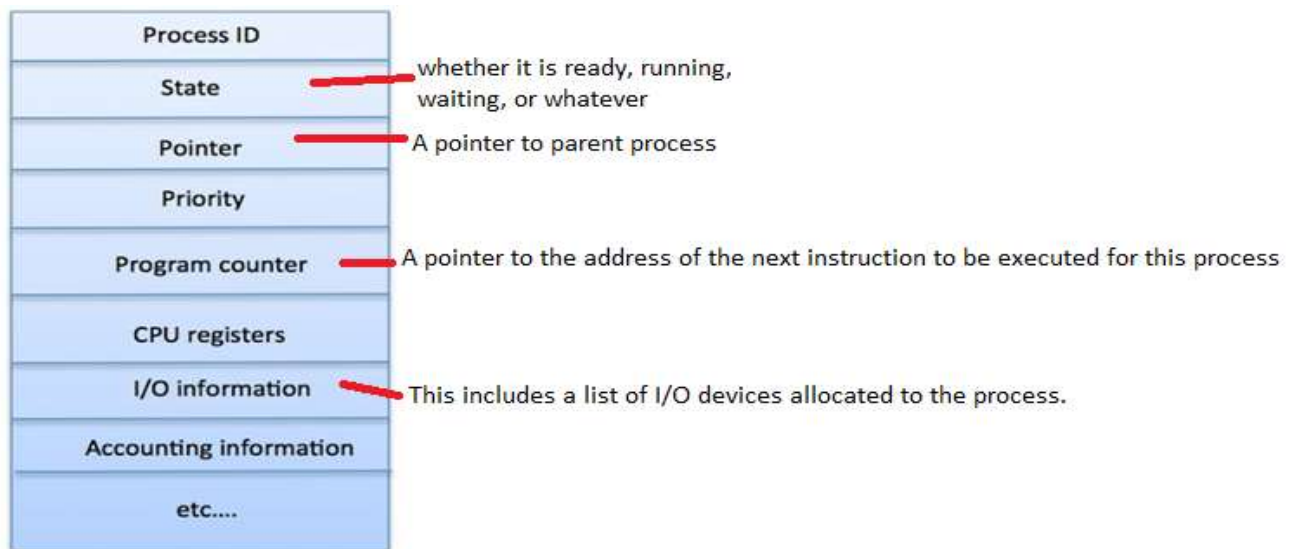 Process ID
State
whether it is ready, running,
waiting, or whatever
Pointer
A pointer to parent process
Priority
Program counter
A pointer to the address of the next instruction to be executed for this process
CPU registers
I/O information
This includes a list of I/O devices allocated to the process.
Accounting information
etc....